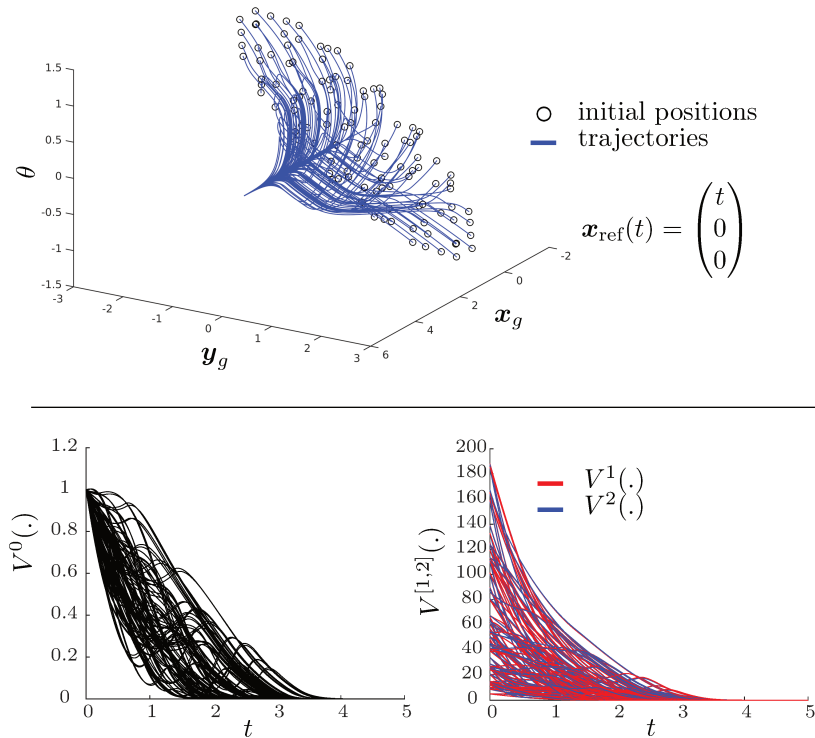 1.5
1
0.5
0
-0.5
-1
-1.5
θ
-3
-2
-1
0
1
2
3
y_g
6
4
2
0
-2
x_g
initial positions
trajectories
x_ref(t) = (t 0 0)
1.2
1
0.8
0.6
0.4
0.2
0
V^0(.)
0 1 2 3 4 5
t
200
180
160
140
120
100
80
60
40
20
0
V^[1,2](.)
V^1(.)
V^2(.)
0 1 2 3 4 5
t